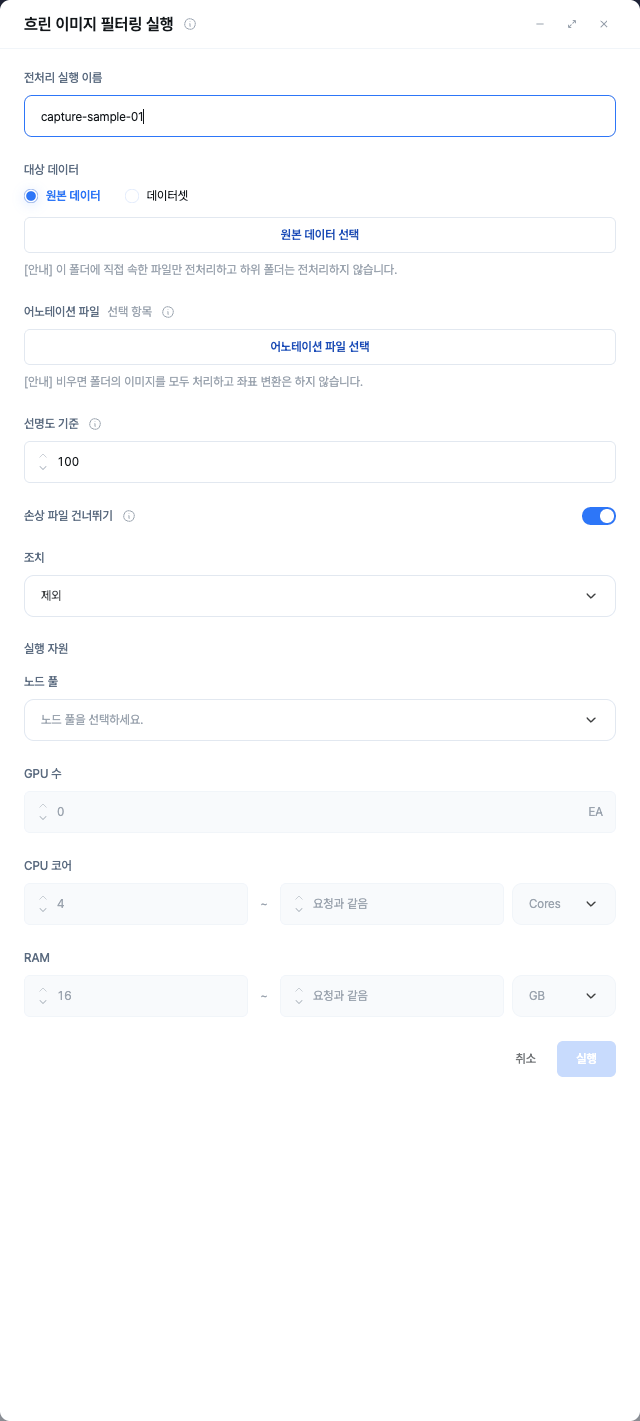 흐린 이미지 필터링 실행
전처리 실행 이름
capture-sample-01
대상 데이터
원본 데이터 데이터셋
원본 데이터 선택
[안내] 이 폴더에 직접 속한 파일만 전처리하고 하위 폴더는 전처리하지 않습니다.
어노테이션 파일 선택 항목
어노테이션 파일 선택
[안내] 비우면 폴더의 이미지를 모두 처리하고 좌표 변환은 하지 않습니다.
선명도 기준
100
손상 파일 건너뛰기
조치
제외
실행 자원
노드 풀
노드 풀을 선택하세요.
GPU 수
0 EA
CPU 코어
4 ~ 요청과 같음 Cores
RAM
16 ~ 요청과 같음 GB
취소 실행